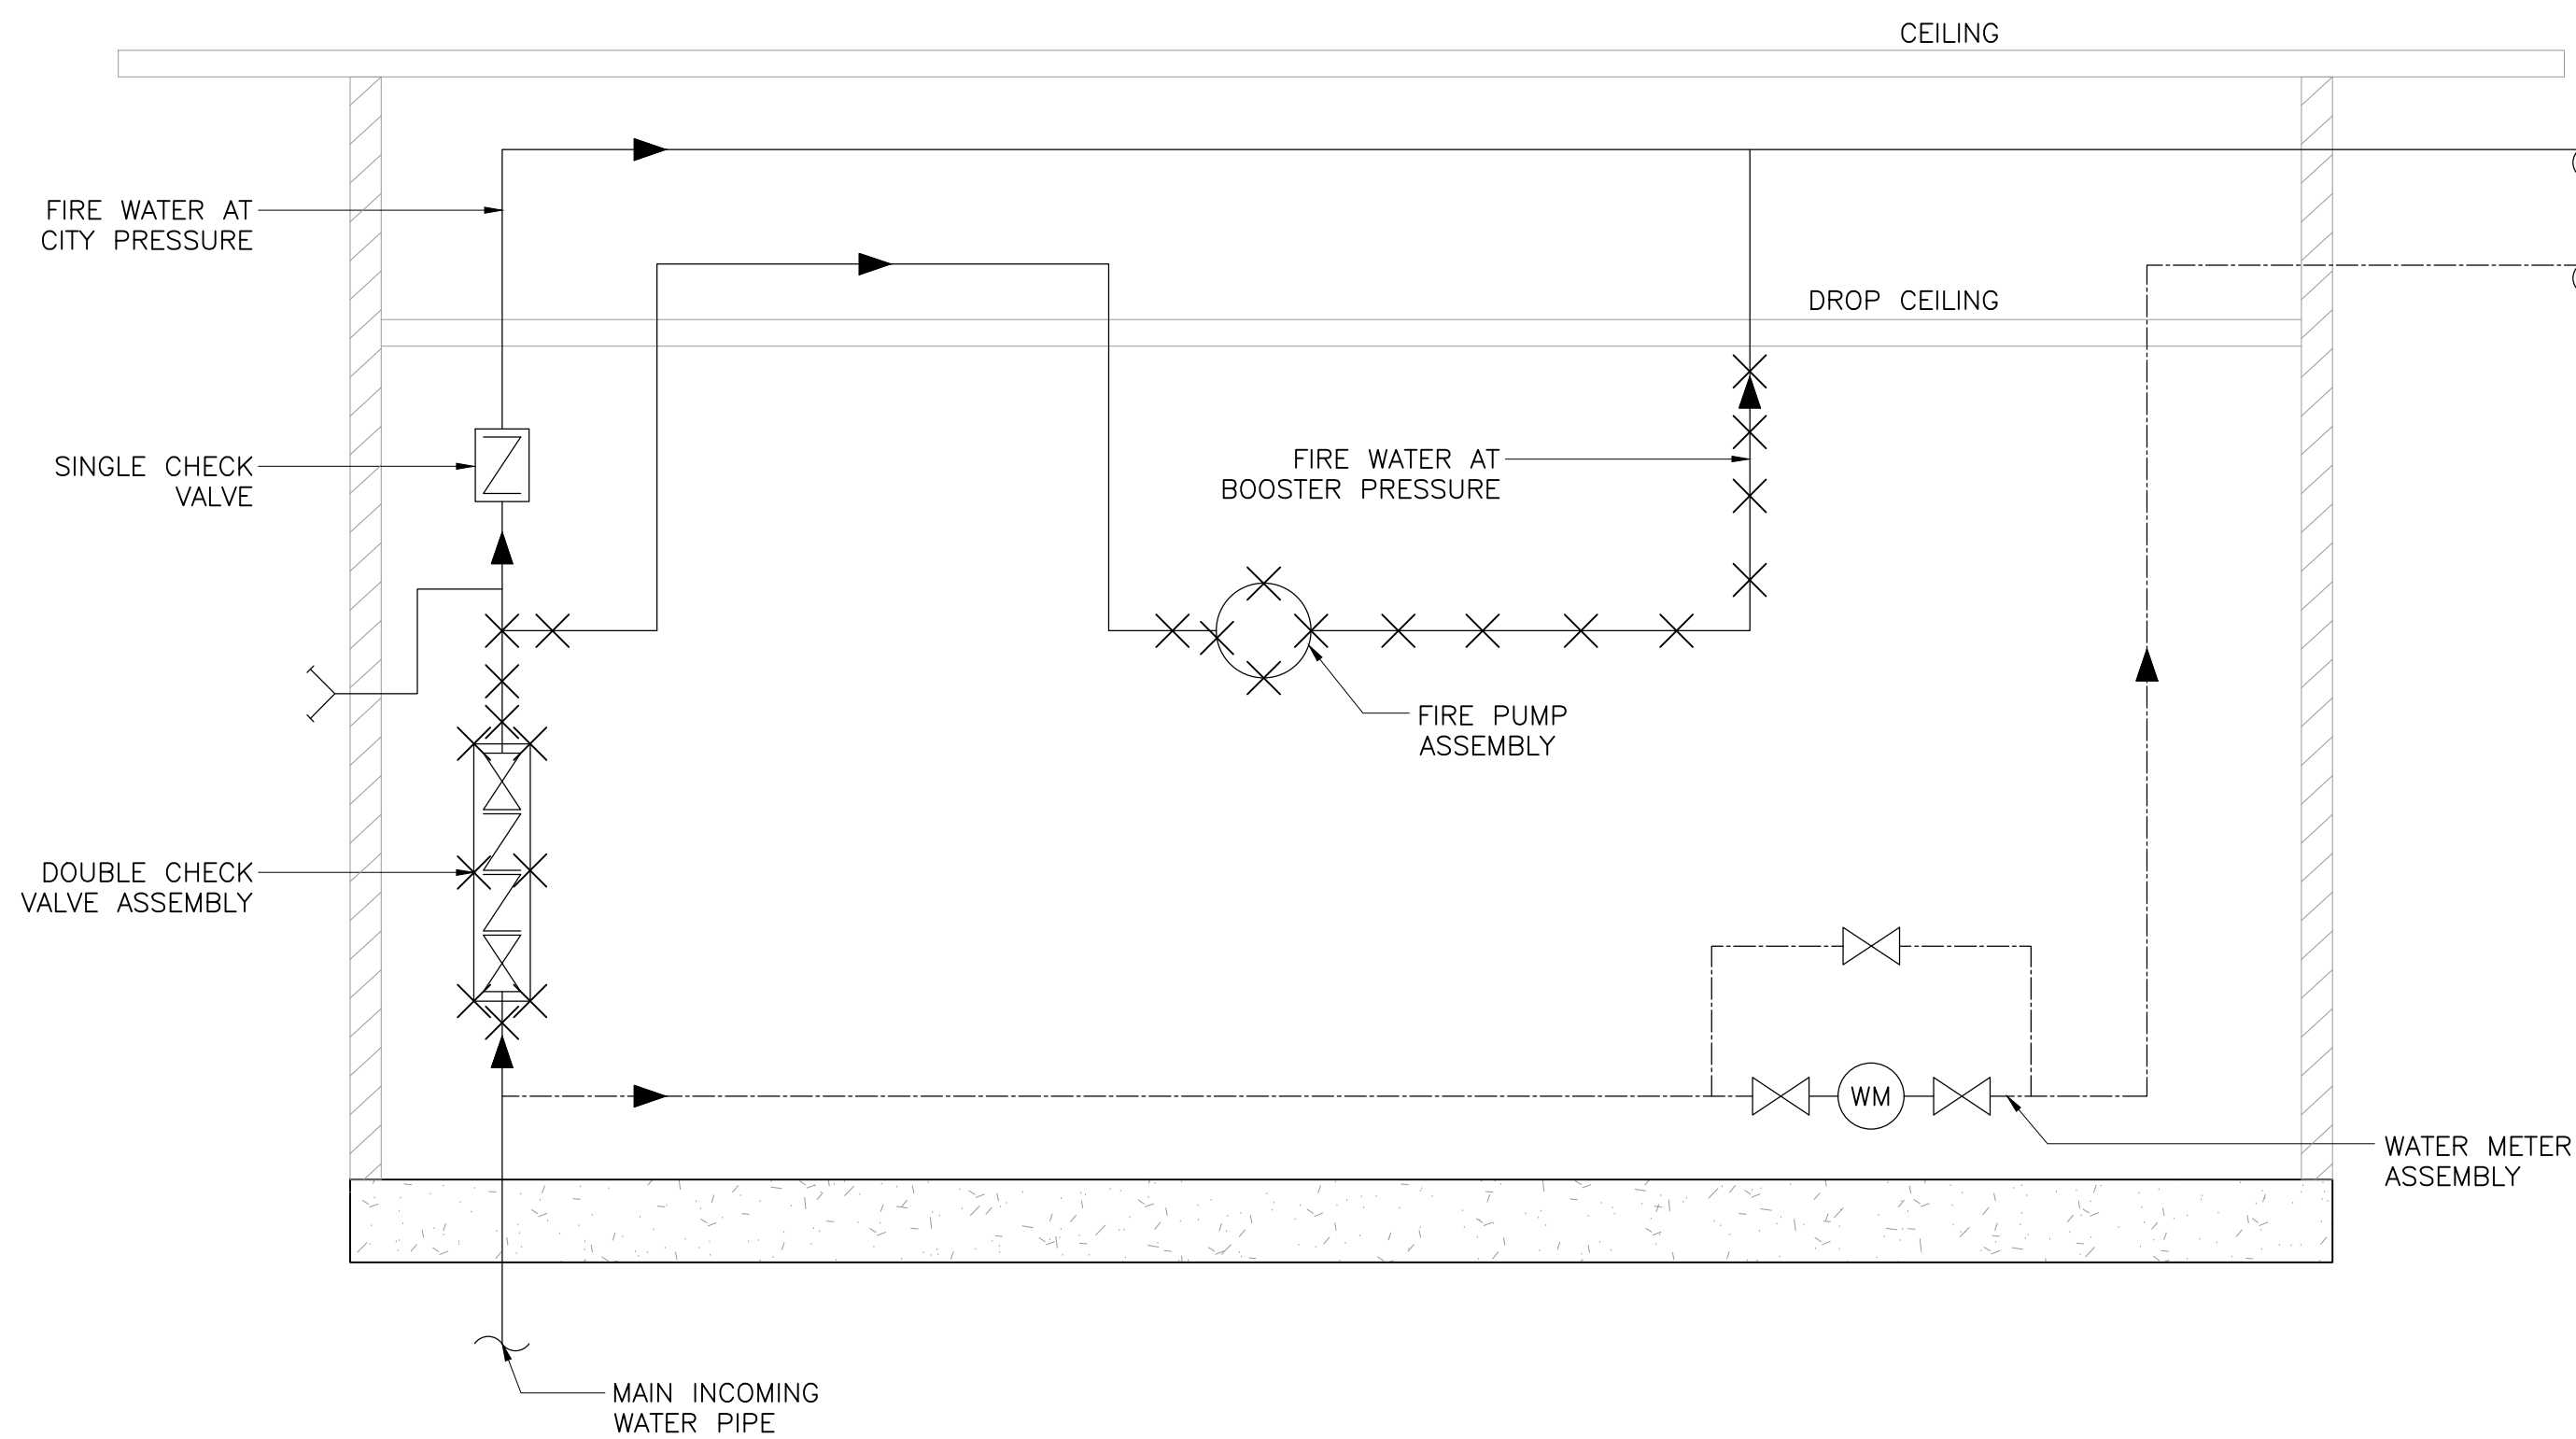 CEILING
FIRE WATER AT
CITY PRESSURE
DROP CEILING
SINGLE CHECK
VALVE
FIRE WATER AT
BOOSTER PRESSURE
FIRE PUMP
ASSEMBLY
DOUBLE CHECK
VALVE ASSEMBLY
WM
WATER METER
ASSEMBLY
MAIN INCOMING
WATER PIPE